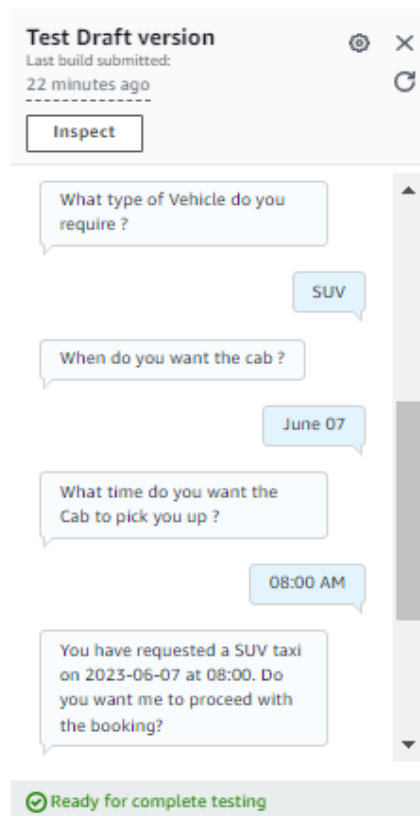 Test Draft version
Last build submitted:
22 minutes ago
Inspect
What type of Vehicle do you
require ?
SUV
When do you want the cab ?
June 07
What time do you want the
Cab to pick you up ?
08:00 AM
You have requested a SUV taxi
on 2023-06-07 at 08:00. Do
you want me to proceed with
the booking?
Ready for complete testing